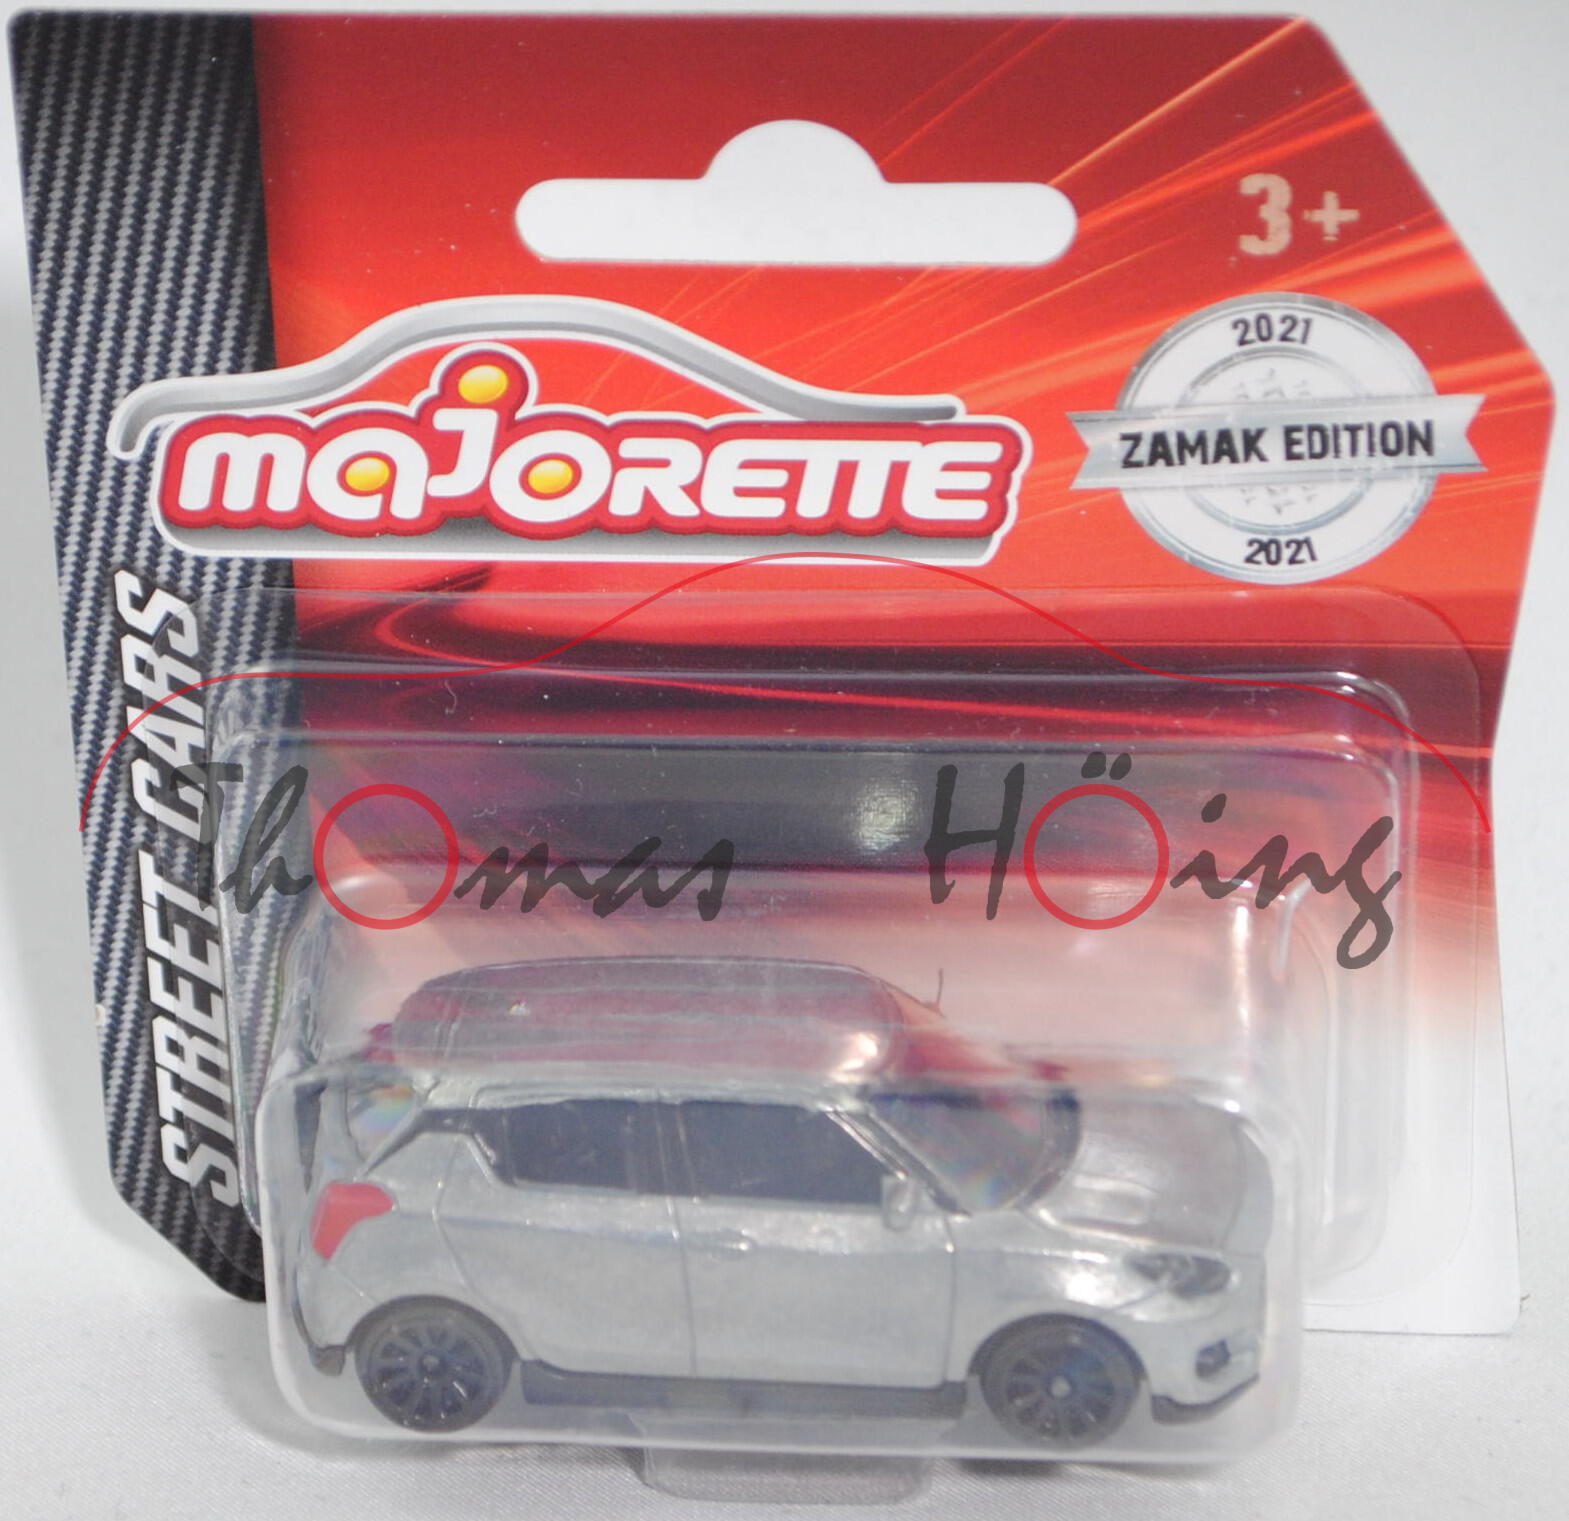 3+
2021
majorette
ZAMAK EDITION
2021
STREET CARS
Thomas Höing